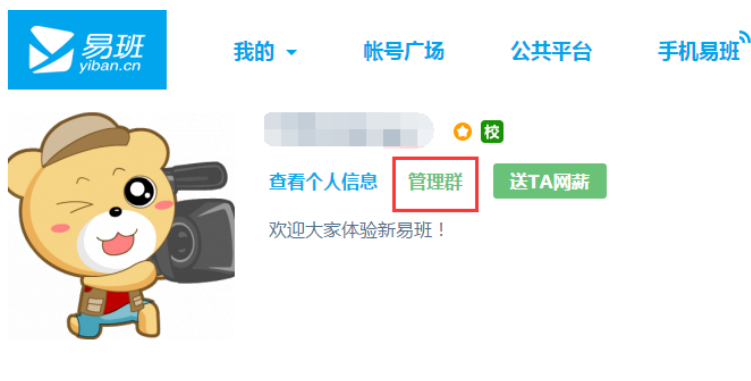 易班
yiban.cn
我的 帐号广场 公共平台 手机易班
校
查看个人信息 管理群 送TA网薪
欢迎大家体验新易班！